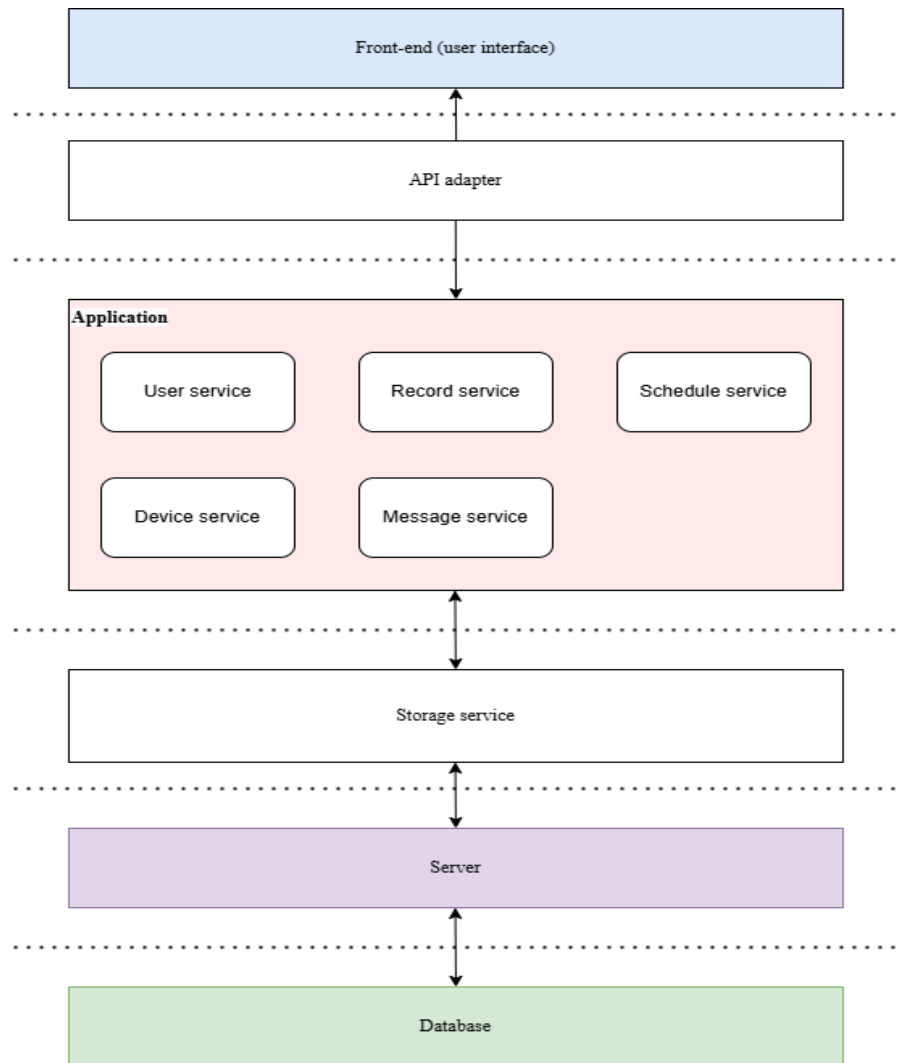 Front-end (user interface)
API adapter
Application
User service
Record service
Schedule service
Device service
Message service
Storage service
Server
Database